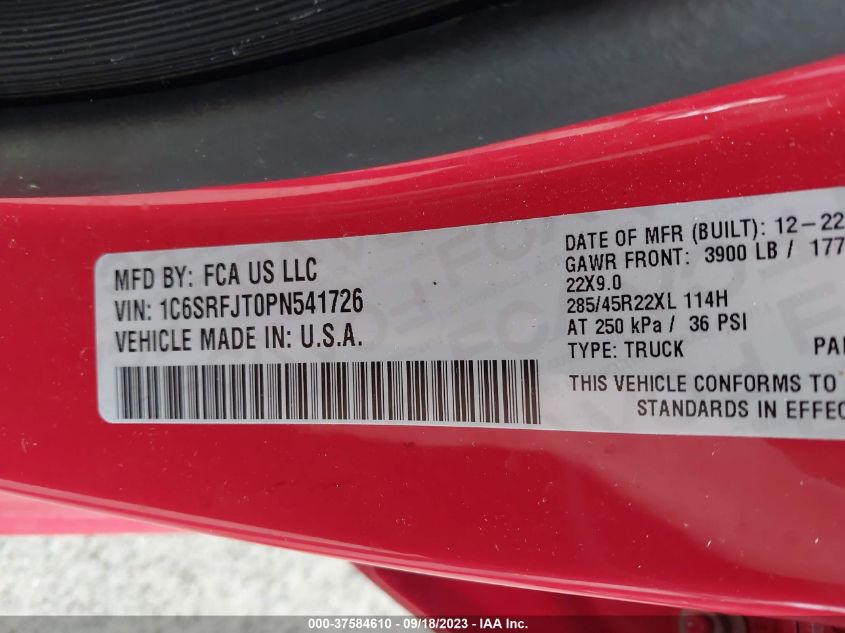 MFD BY: FCA US LLC
VIN: 1C6SRFJT0PN541726
VEHICLE MADE IN: U.S.A.
DATE OF MFR (BUILT): 12-22
GAWR FRONT: 3900 LB / 177
22X9.0
285/45R22XL 114H
AT 250 kPa / 36 PSI
TYPE: TRUCK PA
THIS VEHICLE CONFORMS TO
STANDARDS IN EFFEC
000-37584610 - 09/18/2023 - IAA Inc.